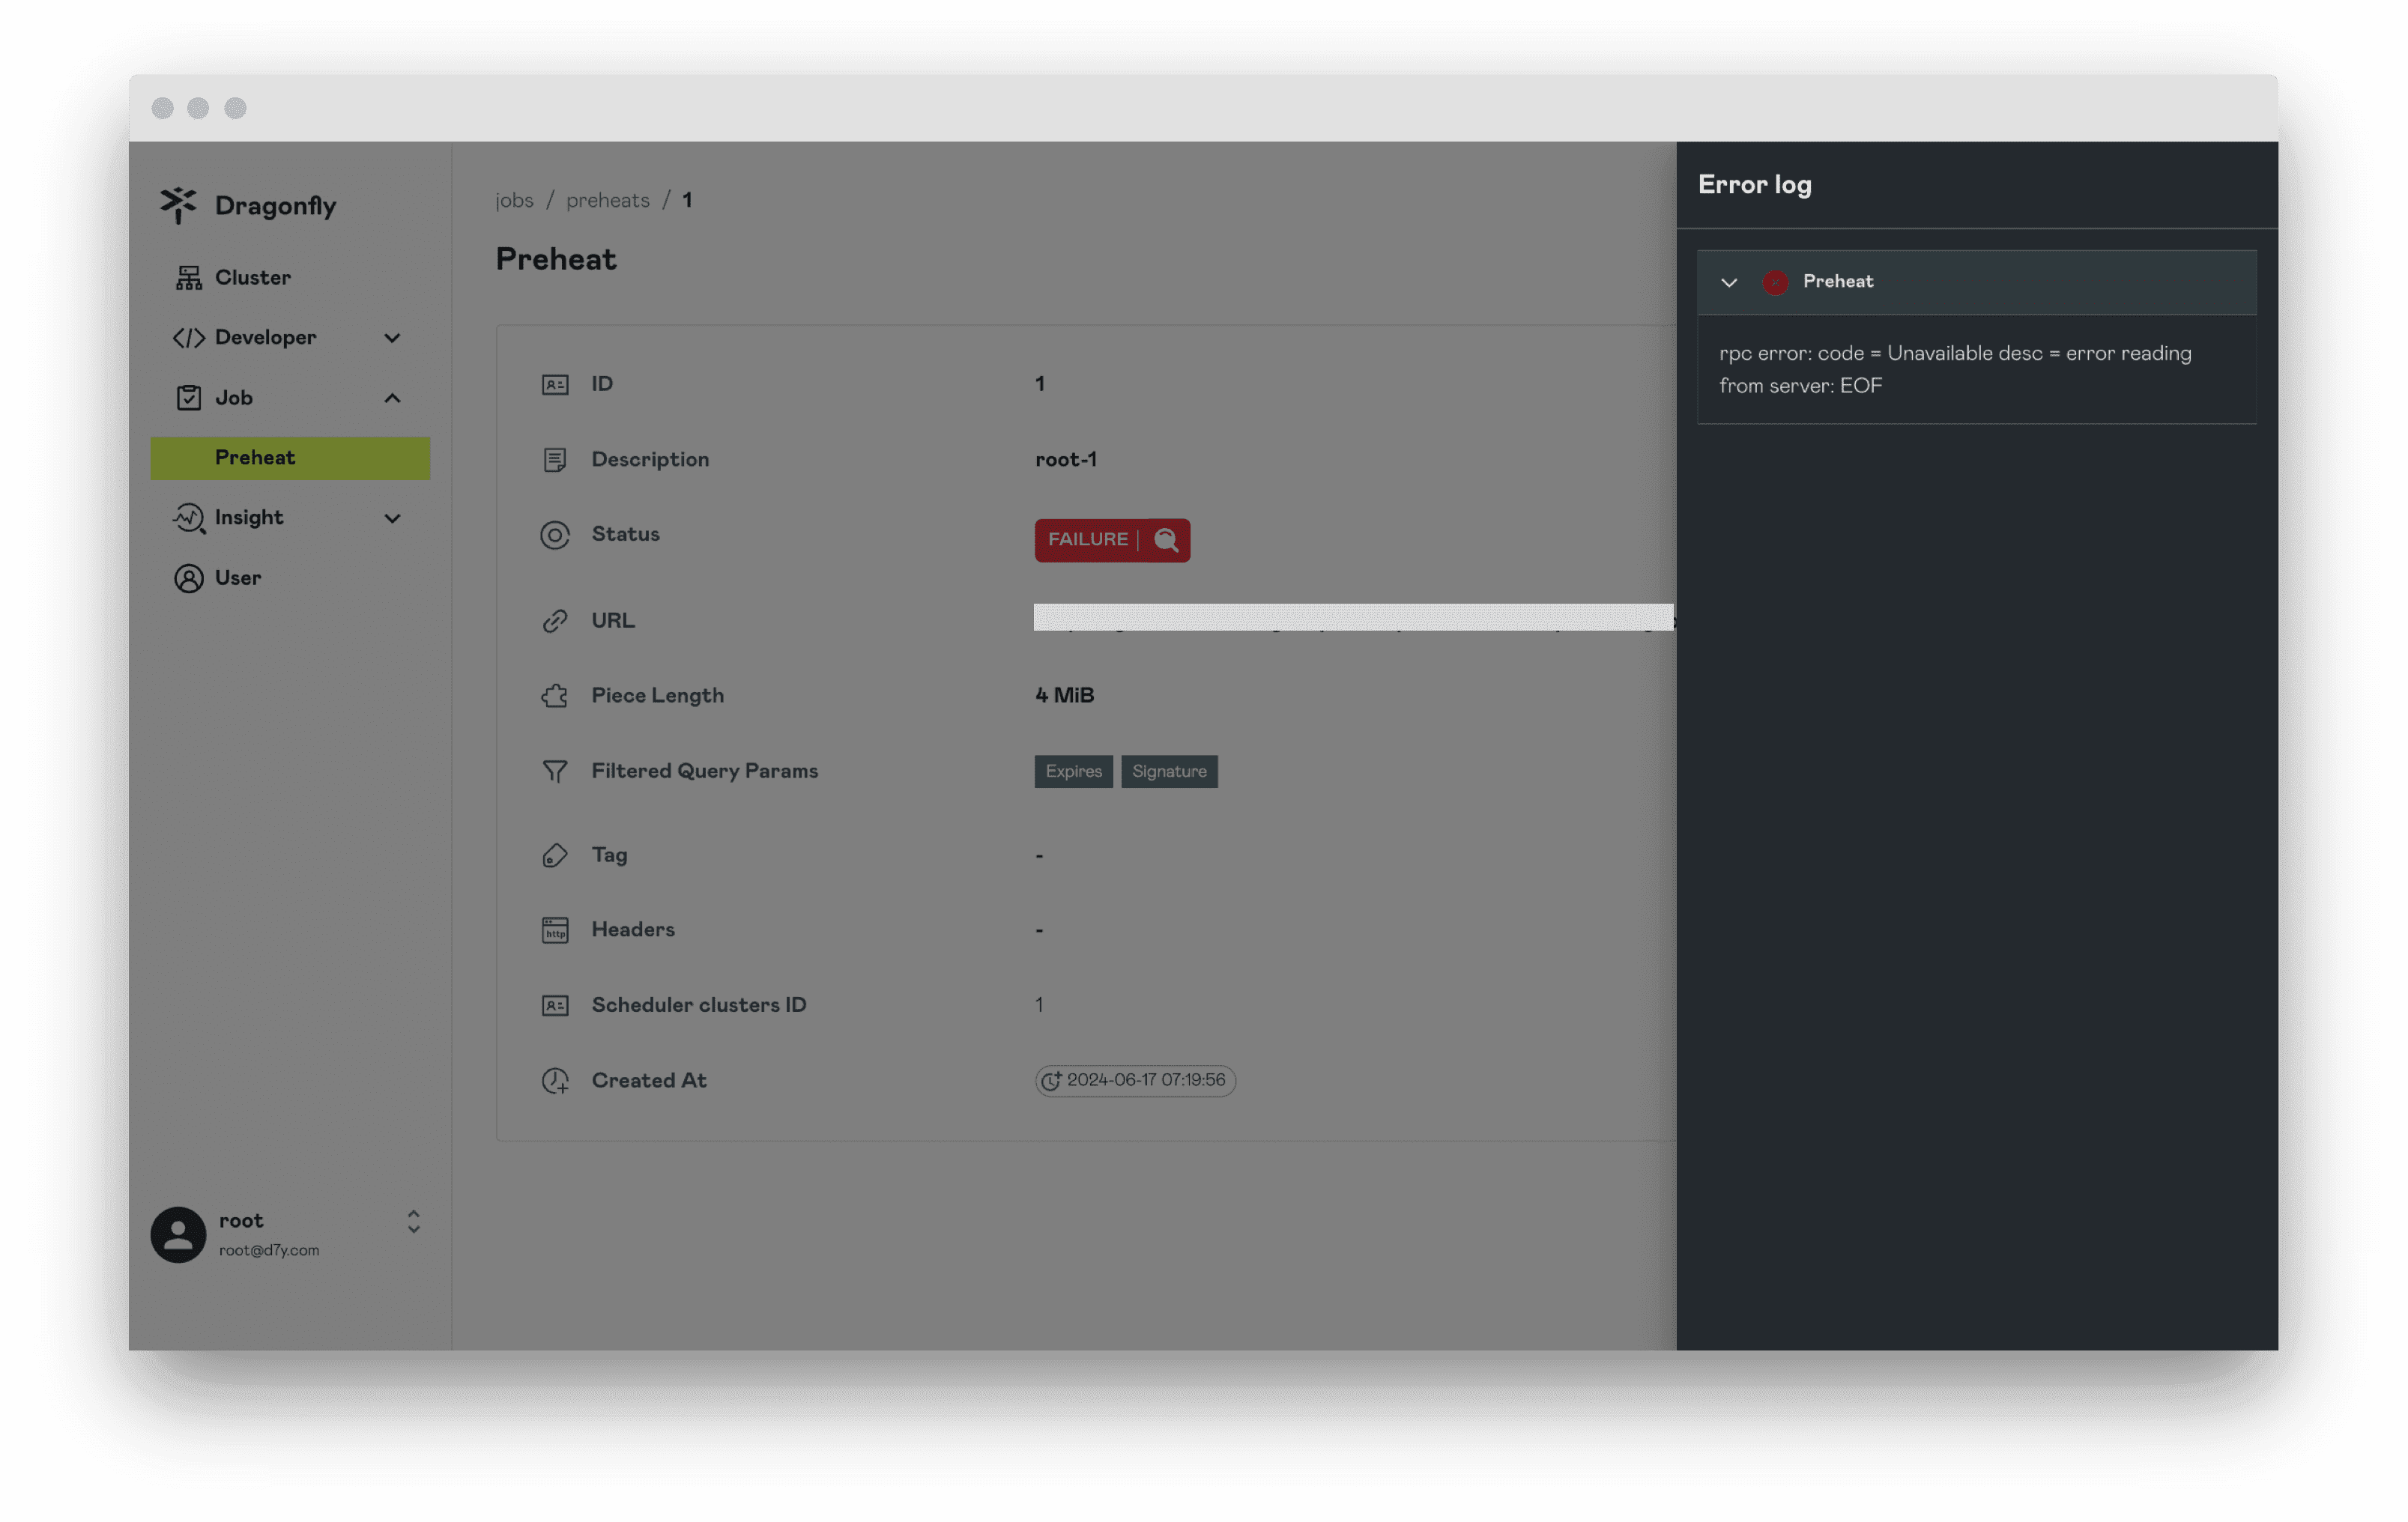 Dragonfly
Cluster
Developer
Job
Preheat
Insight
User
root
root@d7y.com
jobs / preheats / 1
Preheat
ID 1
Description root-1
Status FAILURE
URL
Piece Length 4 MiB
Filtered Query Params Expires Signature
Tag -
http Headers -
Scheduler clusters ID 1
Created At 2024-06-17 07:19:56
Error log
Preheat
rpc error: code = Unavailable desc = error reading
from server: EOF